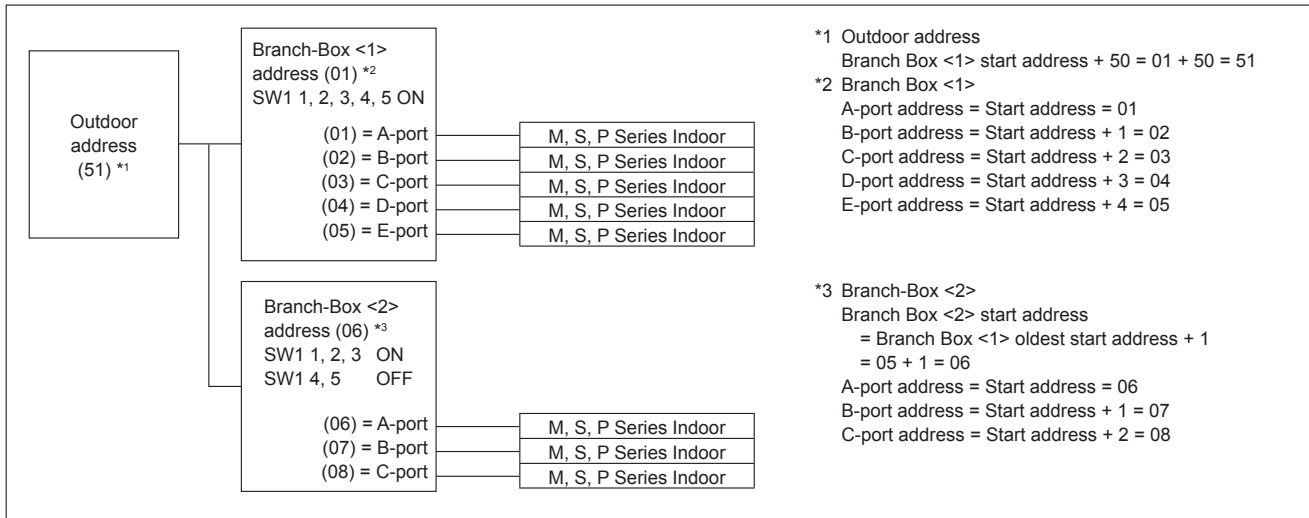 Outdoor
address
(51) *1
Branch-Box <1>
address (01) *2
SW1 1, 2, 3, 4, 5 ON
(01) = A-port
(02) = B-port
(03) = C-port
(04) = D-port
(05) = E-port
M, S, P Series Indoor
M, S, P Series Indoor
M, S, P Series Indoor
M, S, P Series Indoor
M, S, P Series Indoor
Branch-Box <2>
address (06) *3
SW1 1, 2, 3 ON
SW1 4, 5 OFF
(06) = A-port
(07) = B-port
(08) = C-port
M, S, P Series Indoor
M, S, P Series Indoor
M, S, P Series Indoor
*1 Outdoor address
Branch Box <1> start address + 50 = 01 + 50 = 51
*2 Branch Box <1>
A-port address = Start address = 01
B-port address = Start address + 1 = 02
C-port address = Start address + 2 = 03
D-port address = Start address + 3 = 04
E-port address = Start address + 4 = 05
*3 Branch-Box <2>
Branch Box <2> start address
= Branch Box <1> oldest start address + 1
= 05 + 1 = 06
A-port address = Start address = 06
B-port address = Start address + 1 = 07
C-port address = Start address + 2 = 08